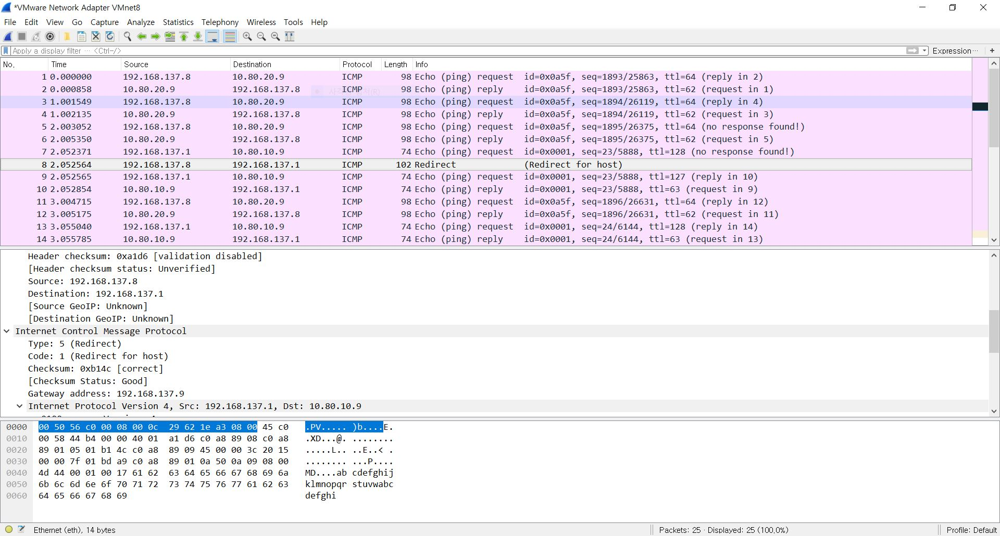 *VMware Network Adapter VMnet8
File Edit View Go Capture Analyze Statistics Telephony Wireless Tools Help
Apply a display filter ··· <Ctrl-/> Expression··· +
No. Time Source Destination Protocol Length Info
1 0.000000 192.168.137.8 10.80.20.9 ICMP 98 Echo (ping) request id=0x0a5f, seq=1893/25863, ttl=64 (reply in 2)
2 0.000858 10.80.20.9 192.168.137.8 ICMP 98 Echo (ping) reply id=0x0a5f, seq=1893/25863, ttl=62 (request in 1)
3 1.001549 192.168.137.8 10.80.20.9 ICMP 98 Echo (ping) request id=0x0a5f, seq=1894/26119, ttl=64 (reply in 4)
4 1.002135 10.80.20.9 192.168.137.8 ICMP 98 Echo (ping) reply id=0x0a5f, seq=1894/26119, ttl=62 (request in 3)
5 2.003052 192.168.137.8 10.80.20.9 ICMP 98 Echo (ping) request id=0x0a5f, seq=1895/26375, ttl=64 (no response found!)
6 2.005350 10.80.20.9 192.168.137.8 ICMP 98 Echo (ping) reply id=0x0a5f, seq=1895/26375, ttl=62 (request in 5)
7 2.052371 192.168.137.1 10.80.10.9 ICMP 74 Echo (ping) request id=0x0001, seq=23/5888, ttl=128 (no response found!)
8 2.052564 192.168.137.8 192.168.137.1 ICMP 102 Redirect (Redirect for host)
9 2.052565 192.168.137.1 10.80.10.9 ICMP 74 Echo (ping) request id=0x0001, seq=23/5888, ttl=127 (reply in 10)
10 2.052854 10.80.10.9 192.168.137.1 ICMP 74 Echo (ping) reply id=0x0001, seq=23/5888, ttl=63 (request in 9)
11 3.004715 192.168.137.8 10.80.20.9 ICMP 98 Echo (ping) request id=0x0a5f, seq=1896/26631, ttl=64 (reply in 12)
12 3.005175 10.80.20.9 192.168.137.8 ICMP 98 Echo (ping) reply id=0x0a5f, seq=1896/26631, ttl=62 (request in 11)
13 3.055040 192.168.137.1 10.80.10.9 ICMP 74 Echo (ping) request id=0x0001, seq=24/6144, ttl=128 (reply in 14)
14 3.055785 10.80.10.9 192.168.137.1 ICMP 74 Echo (ping) reply id=0x0001, seq=24/6144, ttl=63 (request in 13)
Header checksum: 0xa1d6 [validation disabled]
[Header checksum status: Unverified]
Source: 192.168.137.8
Destination: 192.168.137.1
[Source GeoIP: Unknown]
[Destination GeoIP: Unknown]
Internet Control Message Protocol
Type: 5 (Redirect)
Code: 1 (Redirect for host)
Checksum: 0xb14c [correct]
[Checksum Status: Good]
Gateway address: 192.168.137.9
Internet Protocol Version 4, Src: 192.168.137.1, Dst: 10.80.10.9
0000 00 50 56 c0 00 08 00 0c 29 62 1e a3 08 00 45 c0 .PV..... )b....E.
0010 00 58 44 b4 00 00 40 01 a1 d6 c0 a8 89 08 c0 a8 .XD...@. ........
0020 89 01 05 01 b1 4c c0 a8 89 09 45 00 00 3c 20 15 .....L.. ..E..< .
0030 00 00 7f 01 bd a9 c0 a8 89 01 0a 50 0a 09 08 00 ........ ...P....
0040 4d 44 00 01 00 17 61 62 63 64 65 66 67 68 69 6a MD....ab cdefghij
0050 6b 6c 6d 6e 6f 70 71 72 73 74 75 76 77 61 62 63 klmnopqr stuvwabc
0060 64 65 66 67 68 69 defghi
Ethernet (eth), 14 bytes Packets: 25 · Displayed: 25 (100.0%) Profile: Default